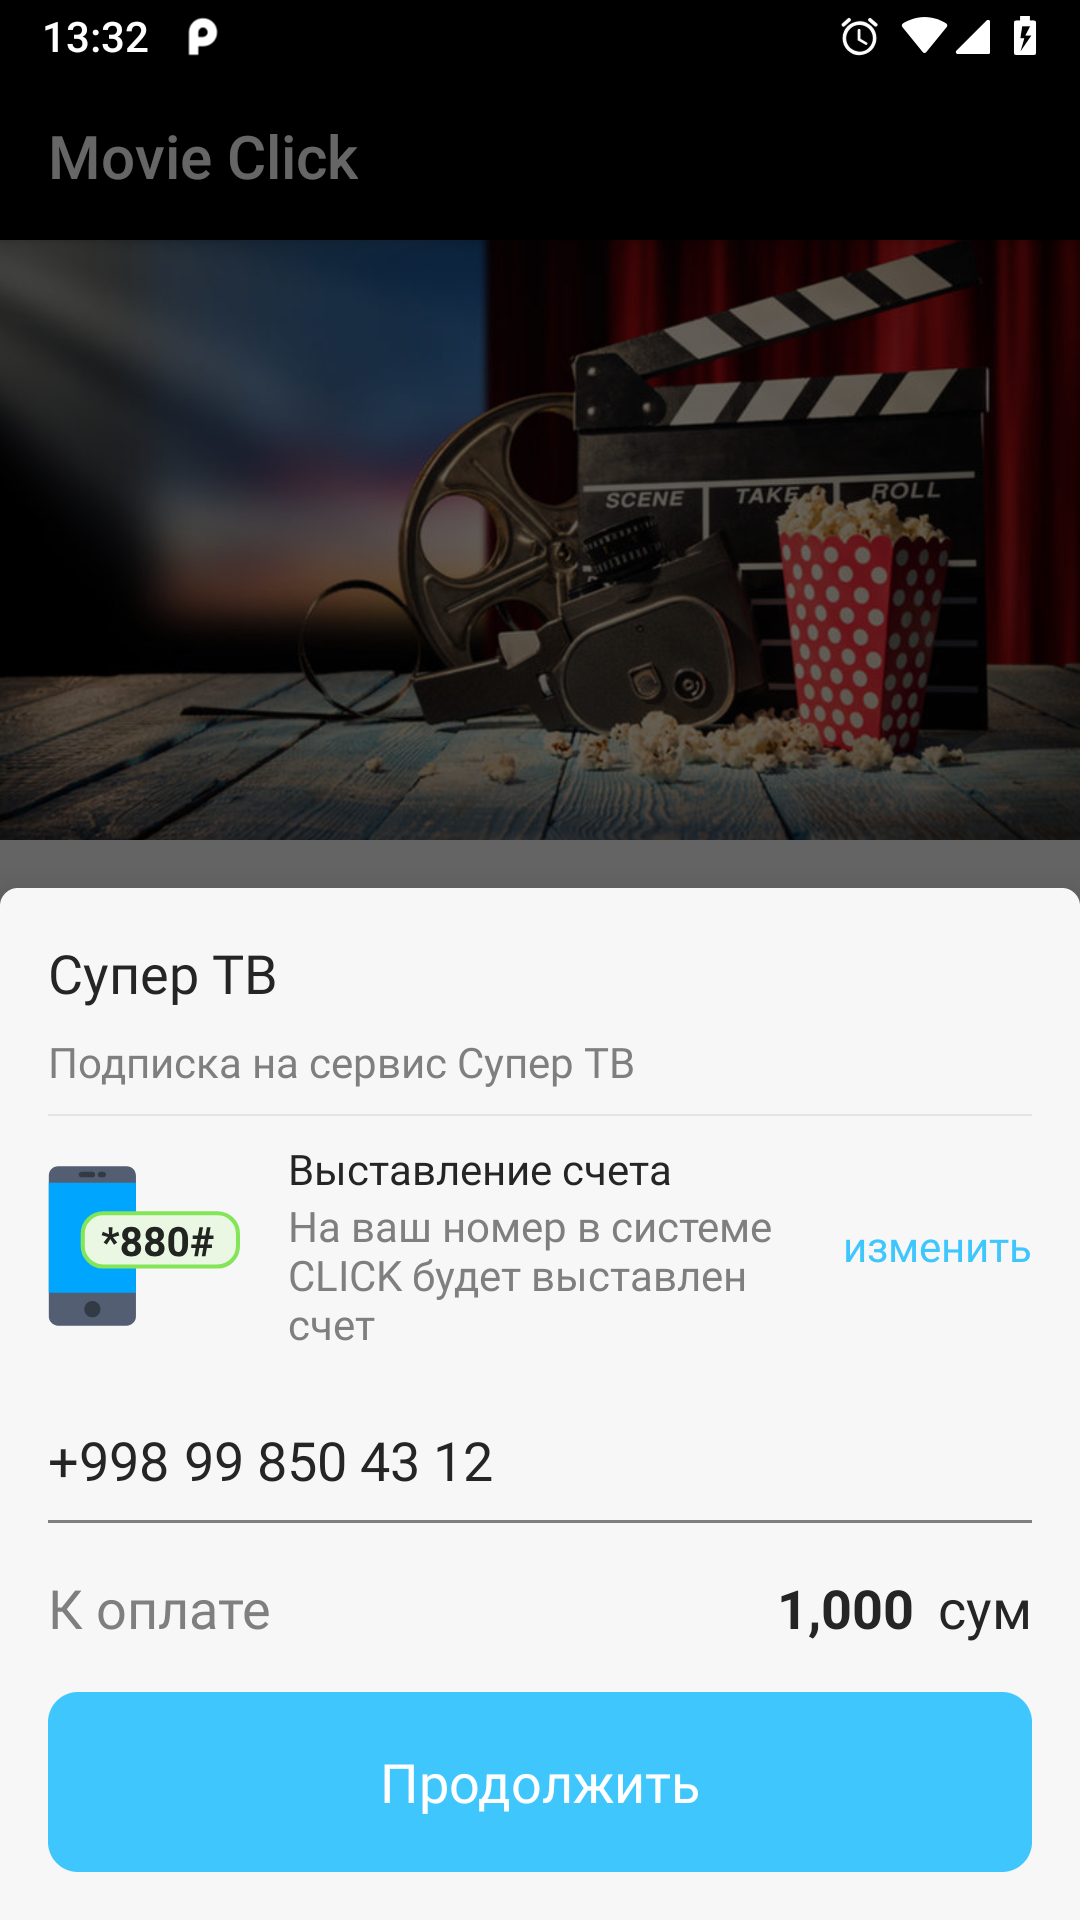 13:32
Movie Click
SCENE TAKE ROLL
Супер ТВ
Подписка на сервис Супер ТВ
*880#
Выставление счета
На ваш номер в системе
CLICK будет выставлен
счет
изменить
+998 99 850 43 12
К оплате 1,000 сум
Продолжить